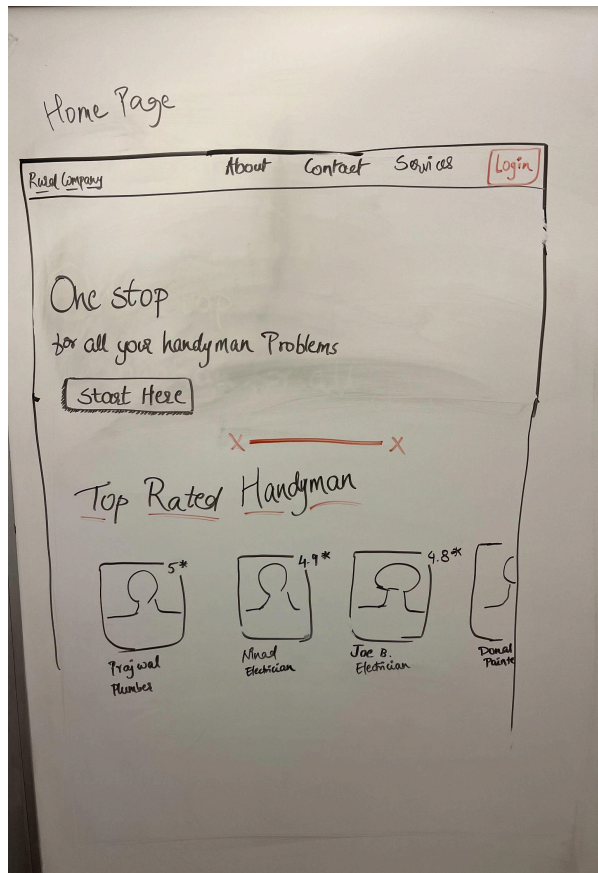 Home Page
Rural Company About Contact Services Login
One stop
for all your handyman Problems
Start Here
X X
Top Rated Handyman
5* 4.9* 4.8*
Prajwal Ninad Joe B. Donal
Plumber Electrician Electrician Painte